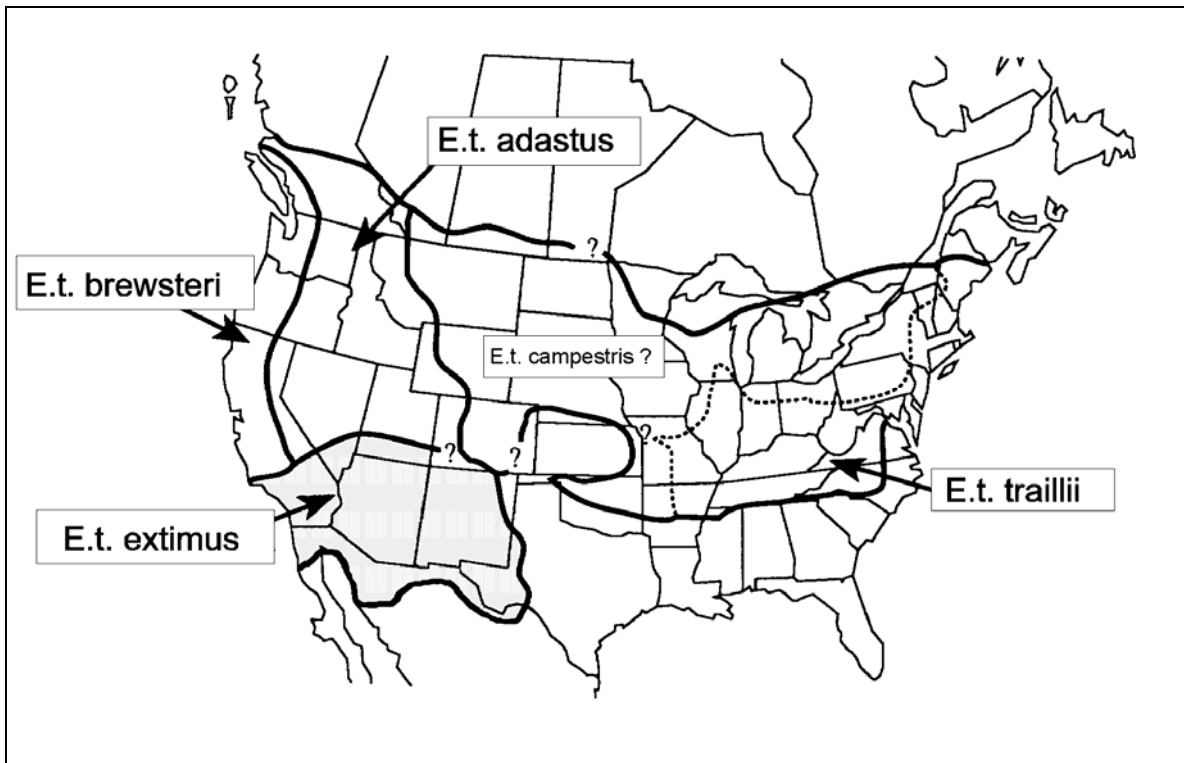 E.t. adastus
?
E.t. brewsteri
E.t. campestris ?
?
?
?
E.t. traillii
E.t. extimus